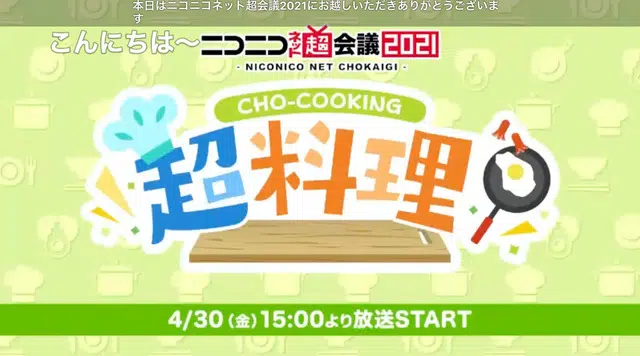 本日はニコニコネット超会議2021にお越しいただきありがとうございま
す
こんにちは〜
ニコニコネット超会議2021
- NICONICO NET CHOKAIGI -
CHO-COOKING
超料理
4/30（金）15:00より放送START